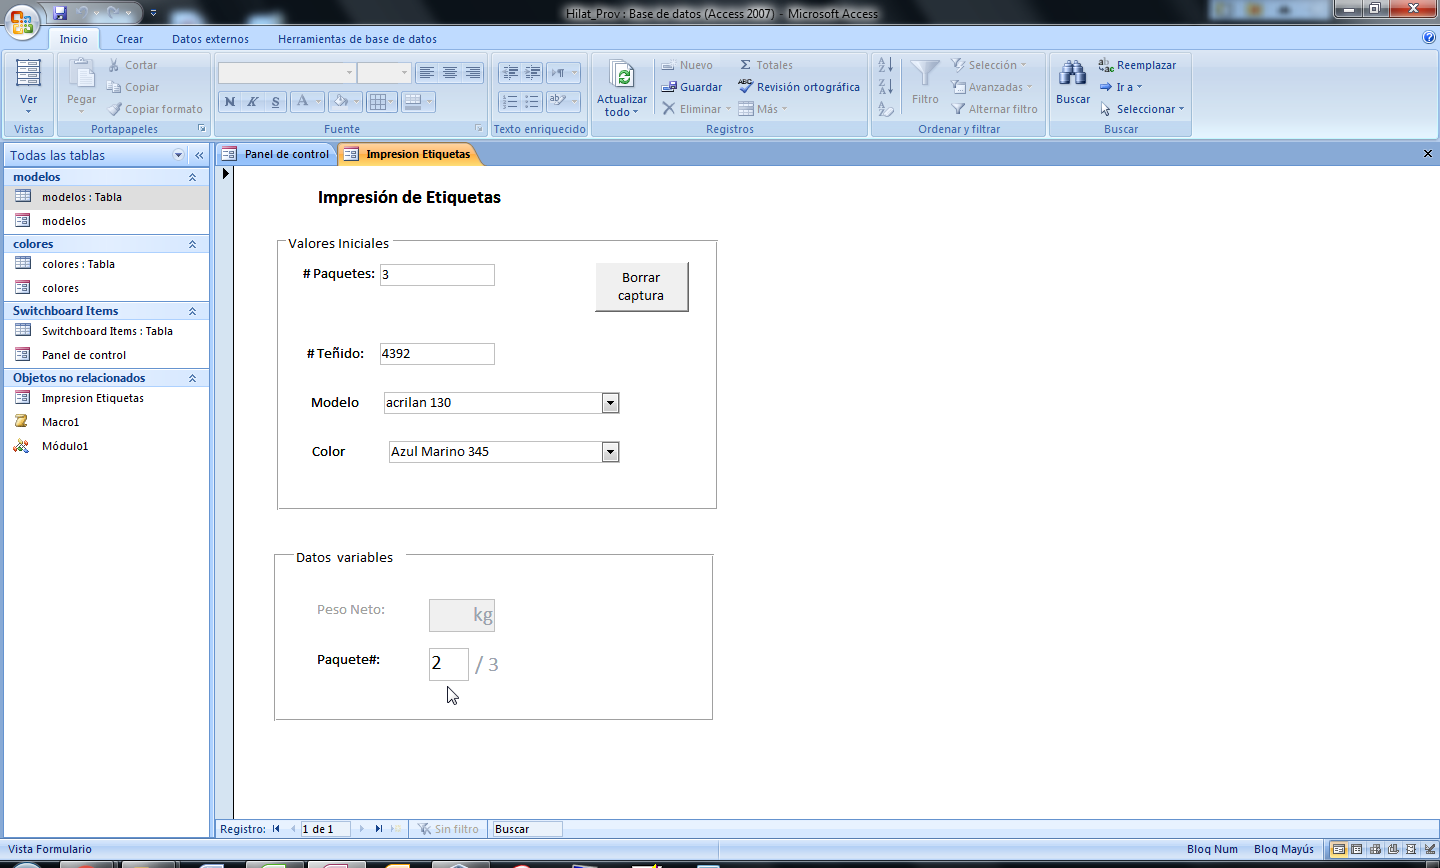 Hilat_Prov : Base de datos (Access 2007) - Microsoft Access
Inicio
Crear
Datos externos
Herramientas de base de datos
Ver
Vistas
Pegar
Cortar
Copiar
Copiar formato
Portapapeles
N K S
A
Fuente
ab
Texto enriquecido
Actualizar
todo
Nuevo
Guardar
Eliminar
Totales
ABC
Revisión ortográfica
Más
Registros
A
Z
Z
A
Filtro
Selección
Avanzadas
Alternar filtro
Ordenar y filtrar
Buscar
Reemplazar
Ir a
Seleccionar
Buscar
Todas las tablas
modelos
modelos : Tabla
modelos
colores
colores : Tabla
colores
Switchboard Items
Switchboard Items : Tabla
Panel de control
Objetos no relacionados
Impresion Etiquetas
Macro1
Módulo1
Panel de control
Impresion Etiquetas
Impresión de Etiquetas
Valores Iniciales
# Paquetes: 3
Borrar
captura
# Teñido: 4392
Modelo acrilan 130
Color Azul Marino 345
Datos variables
Peso Neto: kg
Paquete#: 2 / 3
Registro: 1 de 1 Sin filtro Buscar
Vista Formulario
Bloq Num Bloq Mayús